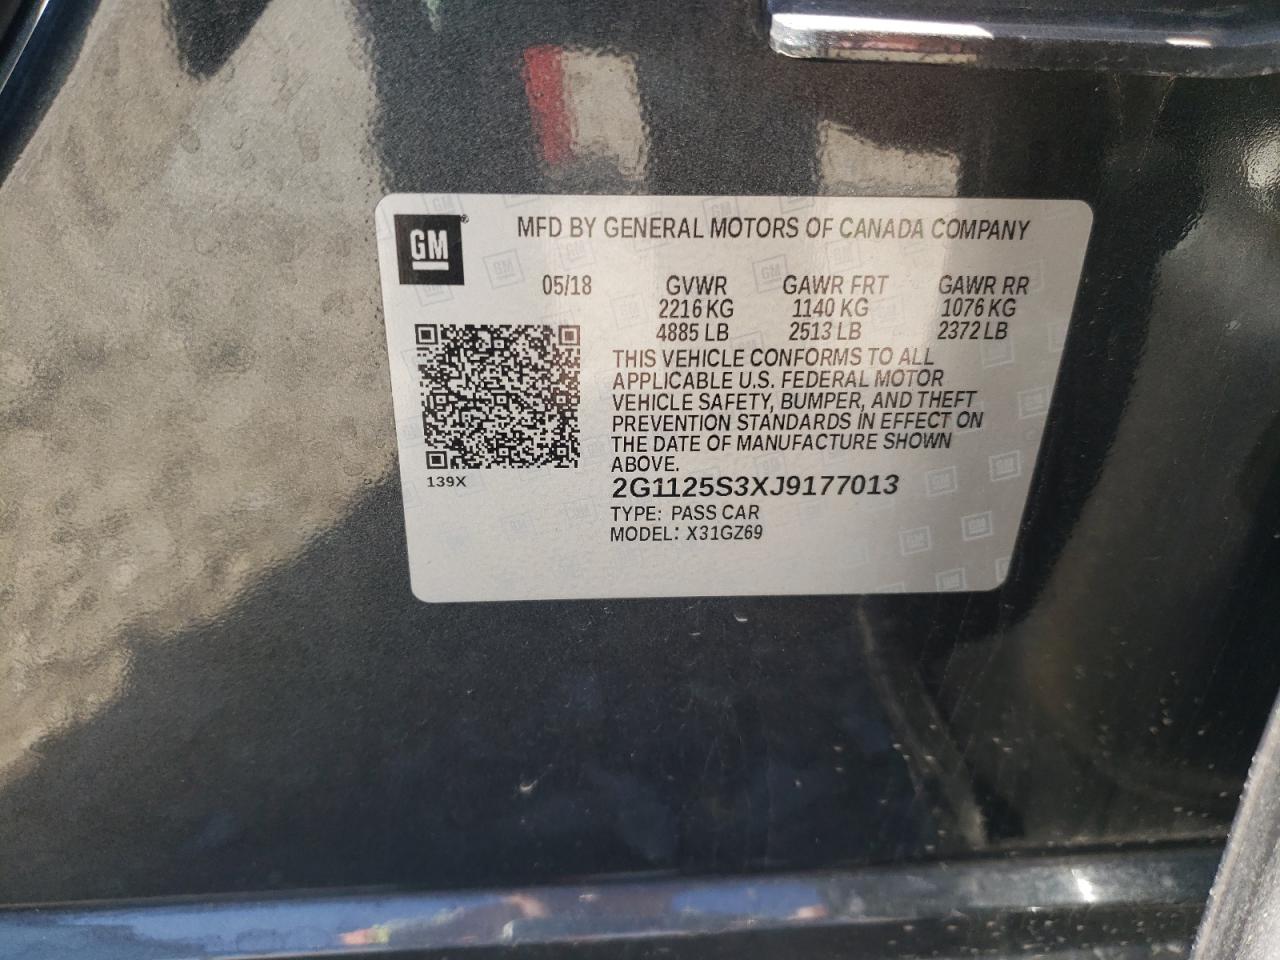 GM®
MFD BY GENERAL MOTORS OF CANADA COMPANY
05/18 GVWR GAWR FRT GAWR RR
2216 KG 1140 KG 1076 KG
4885 LB 2513 LB 2372 LB
THIS VEHICLE CONFORMS TO ALL
APPLICABLE U.S. FEDERAL MOTOR
VEHICLE SAFETY, BUMPER, AND THEFT
PREVENTION STANDARDS IN EFFECT ON
THE DATE OF MANUFACTURE SHOWN
ABOVE.
139X
2G1125S3XJ9177013
TYPE: PASS CAR
MODEL: X31GZ69